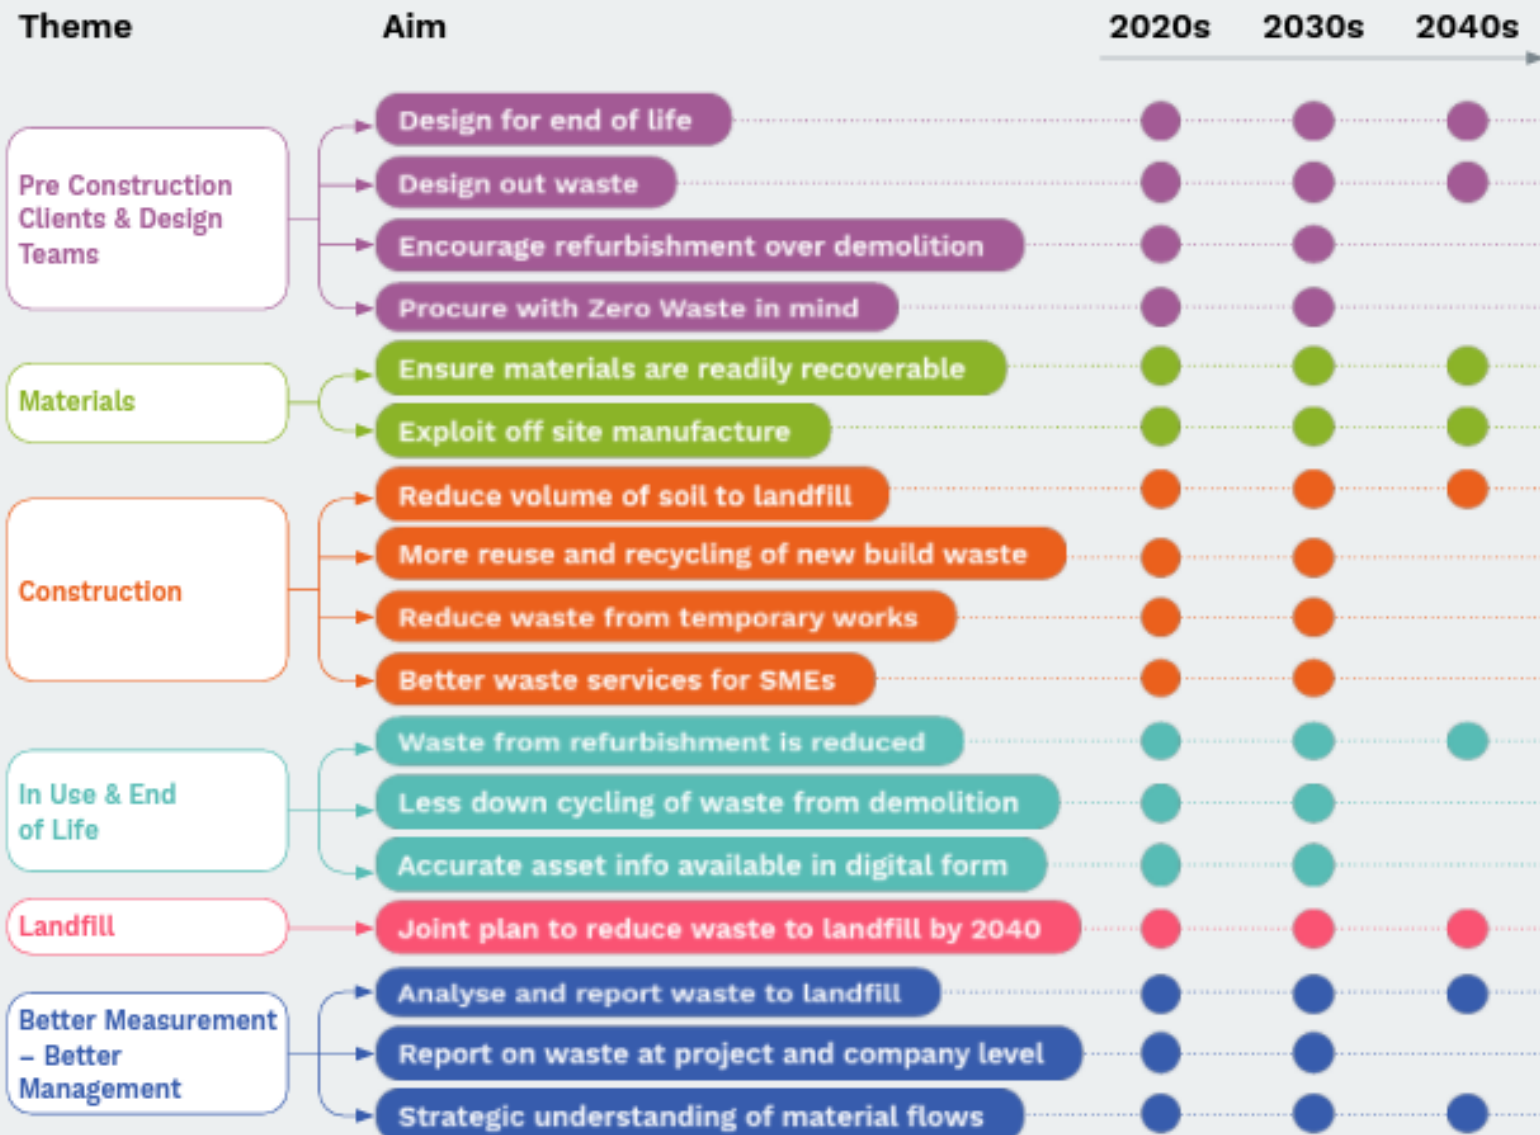 Theme Aim 2020s 2030s 2040s
Pre Construction
Clients & Design
Teams
Design for end of life
Design out waste
Encourage refurbishment over demolition
Procure with Zero Waste in mind
Materials
Ensure materials are readily recoverable
Exploit off site manufacture
Construction
Reduce volume of soil to landfill
More reuse and recycling of new build waste
Reduce waste from temporary works
Better waste services for SMEs
In Use & End
of Life
Waste from refurbishment is reduced
Less down cycling of waste from demolition
Accurate asset info available in digital form
Landfill
Joint plan to reduce waste to landfill by 2040
Better Measurement
– Better
Management
Analyse and report waste to landfill
Report on waste at project and company level
Strategic understanding of material flows